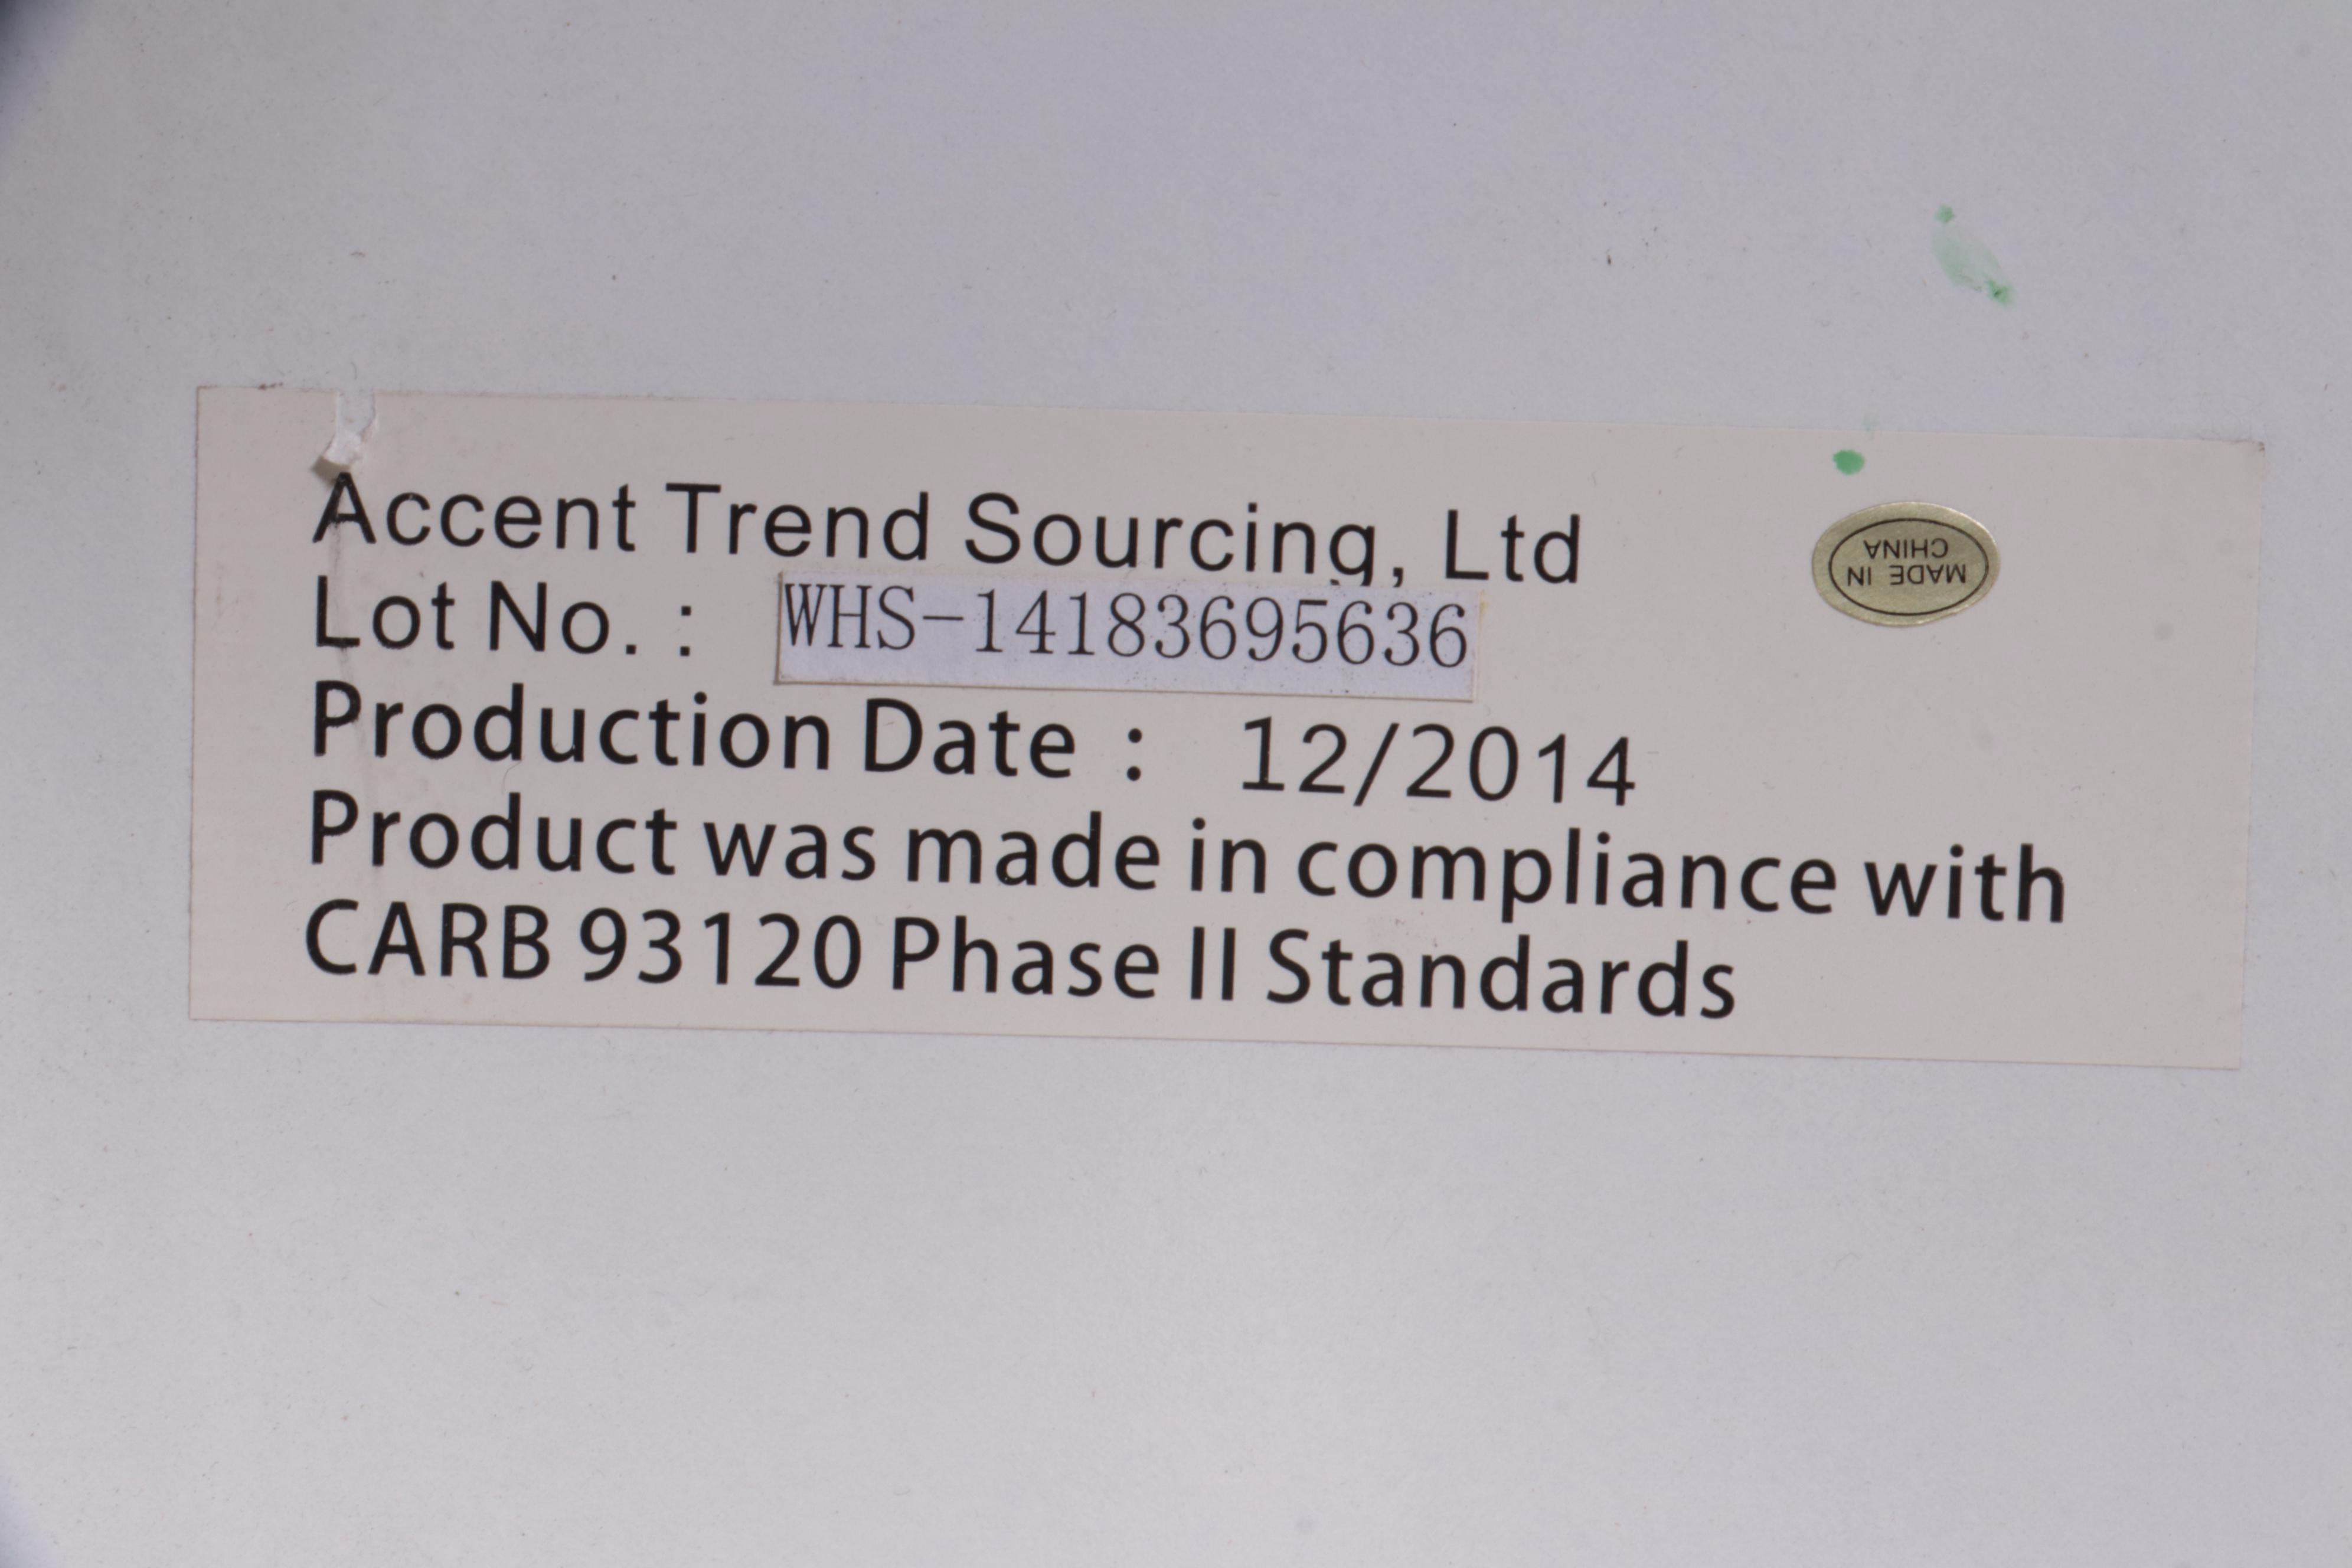 Accent Trend Sourcing, Ltd
Lot No. : WHS-14183695636
Production Date : 12/2014
Product was made in compliance with
CARB 93120 Phase II Standards
MADE IN
CHINA